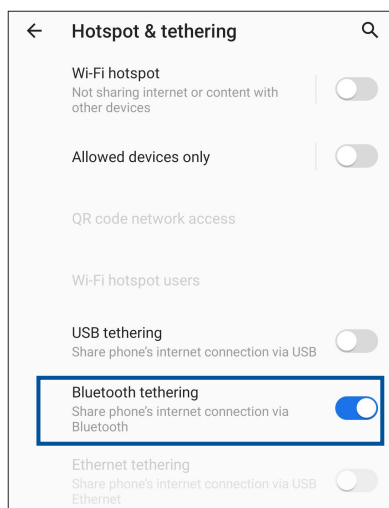 Hotspot & tethering
Wi-Fi hotspot
Not sharing internet or content with
other devices
Allowed devices only
QR code network access
Wi-Fi hotspot users
USB tethering
Share phone's internet connection via USB
Bluetooth tethering
Share phone's internet connection via
Bluetooth
Ethernet tethering
Share phone's internet connection via USB
Ethernet